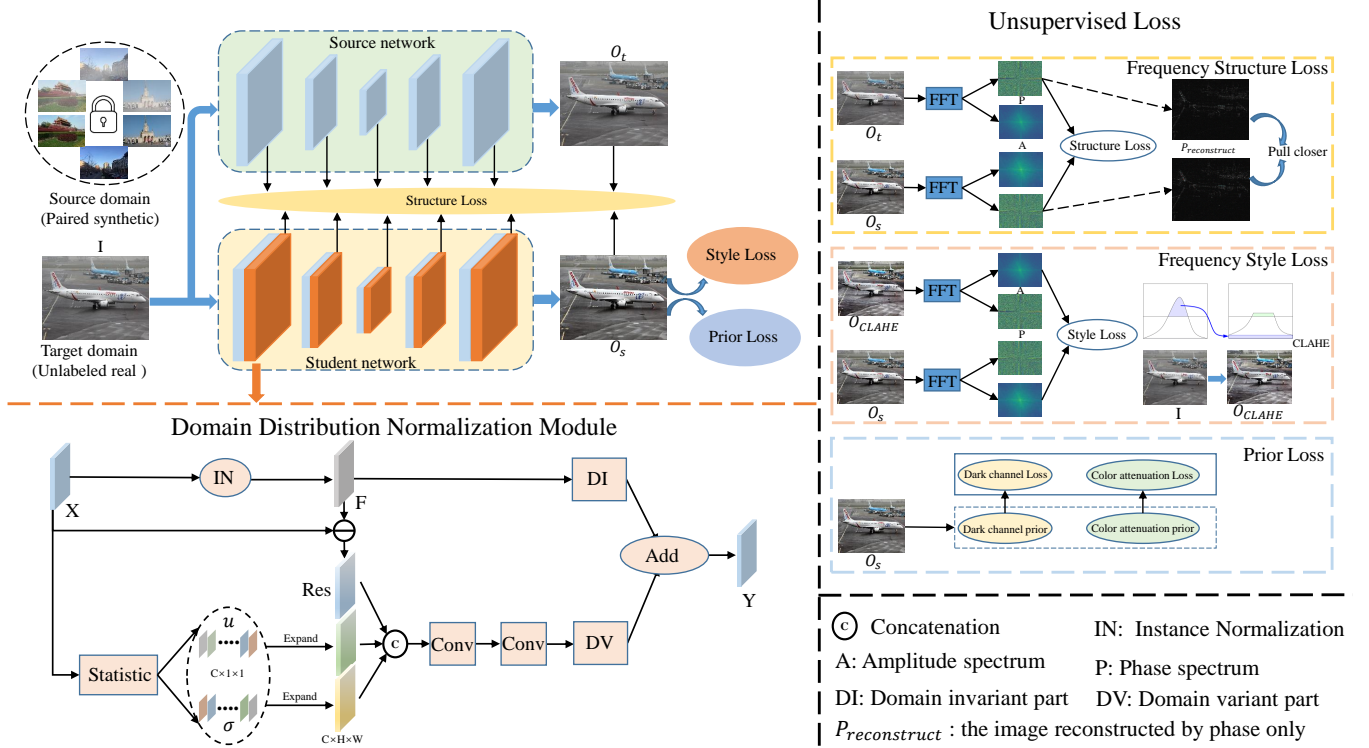 Source network
O_t
Source domain
(Paired synthetic)
Structure Loss
I
Style Loss
Prior Loss
Target domain
(Unlabeled real )
Student network
O_s
Domain Distribution Normalization Module
X
IN
F
DI
Res
Add
Y
Statistic
u
C×1×1
σ
Expand
Expand
C×H×W
C
Conv
Conv
DV
Unsupervised Loss
Frequency Structure Loss
O_t
FFT
P
A
Structure Loss
P_reconstruct
Pull closer
O_s
FFT
Frequency Style Loss
O_CLAHE
FFT
A
P
Style Loss
CLAHE
O_s
FFT
I
O_CLAHE
Prior Loss
Dark channel Loss
Color attenuation Loss
Dark channel prior
Color attenuation prior
O_s
C Concatenation
IN: Instance Normalization
A: Amplitude spectrum
P: Phase spectrum
DI: Domain invariant part
DV: Domain variant part
P_reconstruct : the image reconstructed by phase only